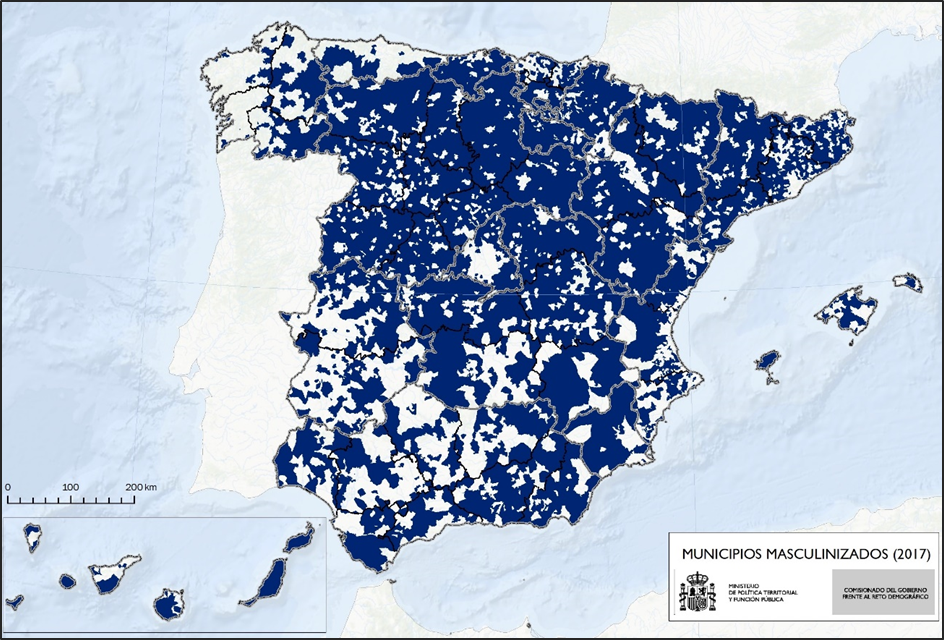 0 100 200 km
MUNICIPIOS MASCULINIZADOS (2017)
MINISTERIO
DE POLÍTICA TERRITORIAL
Y FUNCIÓN PÚBLICA
COMISIONADO DEL GOBIERNO
FRENTE AL RETO DEMOGRÁFICO